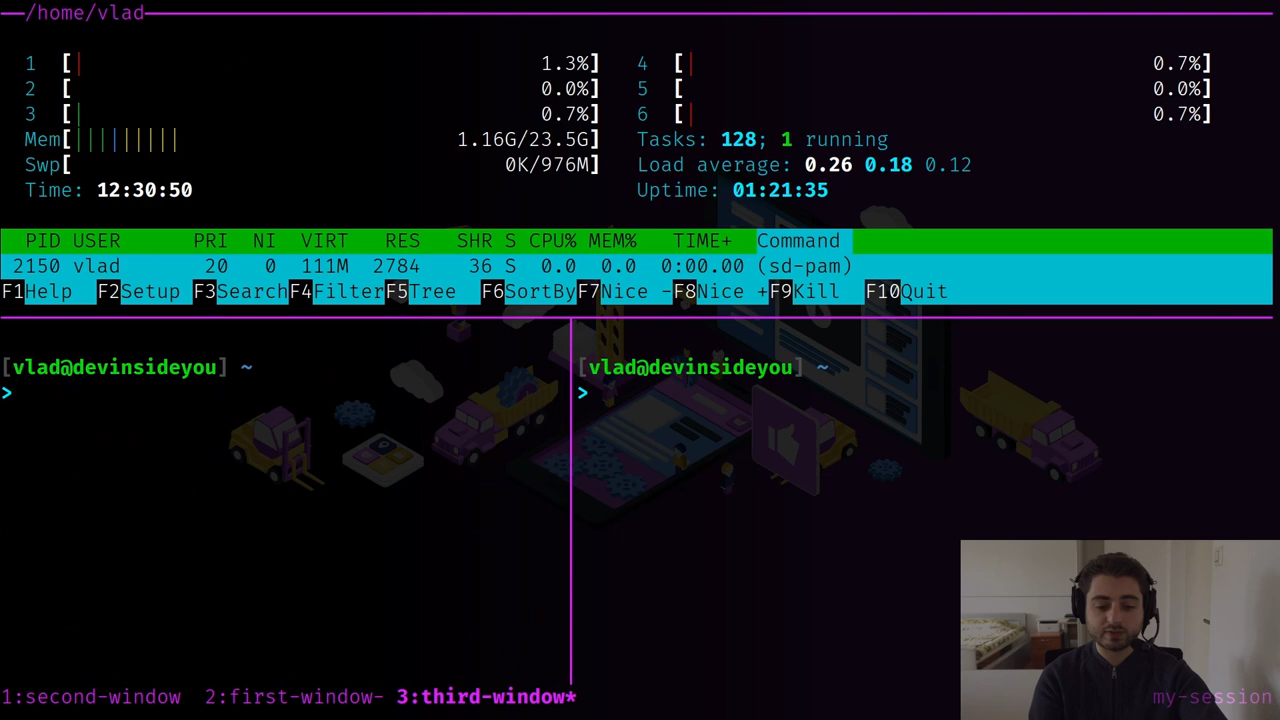 /home/vlad
1 [| 1.3%] 4 [| 0.7%]
2 [ 0.0%] 5 [ 0.0%]
3 [| 0.7%] 6 [| 0.7%]
Mem[||||||||| 1.16G/23.5G] Tasks: 128; 1 running
Swp[ 0K/976M] Load average: 0.26 0.18 0.12
Time: 12:30:50 Uptime: 01:21:35
PID USER PRI NI VIRT RES SHR S CPU% MEM% TIME+ Command
2150 vlad 20 0 111M 2784 36 S 0.0 0.0 0:00.00 (sd-pam)
F1Help F2Setup F3SearchF4FilterF5Tree F6SortByF7Nice -F8Nice +F9Kill F10Quit
[vlad@devinsideyou] ~ [vlad@devinsideyou] ~
> >
1:second-window 2:first-window- 3:third-window* my-session